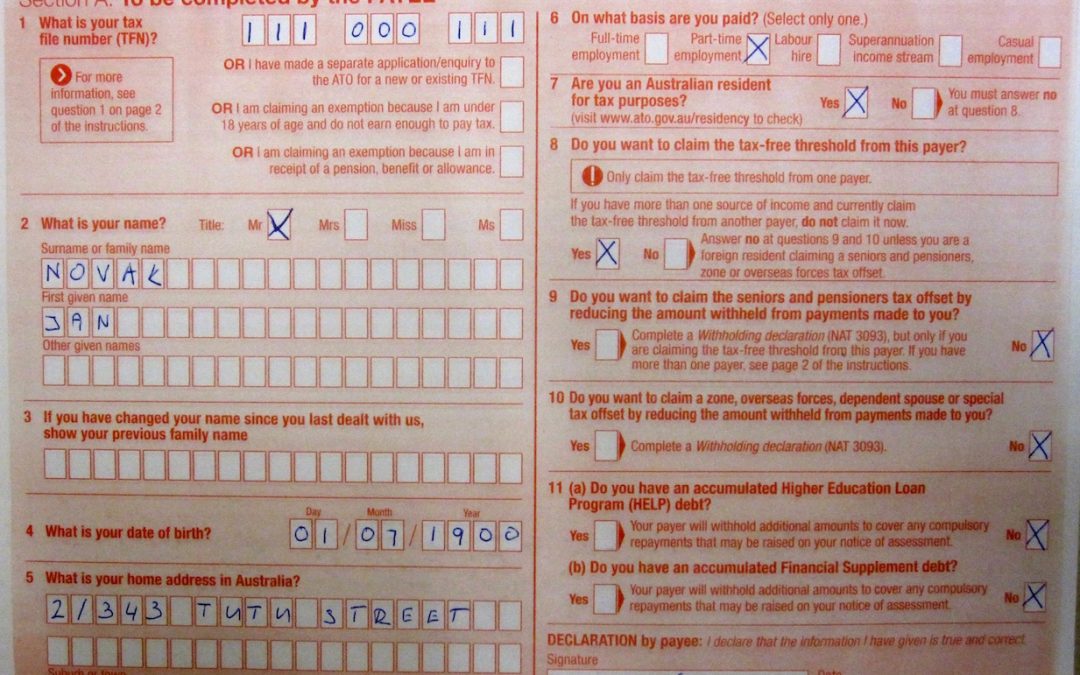 Section A: To be completed by the PAYEE
1 What is your tax
file number (TFN)?
111 000 111
For more
information, see
question 1 on page 2
of the instructions.
OR I have made a separate application/enquiry to
the ATO for a new or existing TFN.
OR I am claiming an exemption because I am under
18 years of age and do not earn enough to pay tax.
OR I am claiming an exemption because I am in
receipt of a pension, benefit or allowance.
2 What is your name? Title: Mr X Mrs Miss Ms
Surname or family name
NOVAK
First given name
JAN
Other given names
3 If you have changed your name since you last dealt with us,
show your previous family name
Day Month Year
4 What is your date of birth? 01/07/1900
5 What is your home address in Australia?
2/343 TUTU STREET
Suburb or town
6 On what basis are you paid? (Select only one.)
Full-time
employment
Part-time
employment X
Labour
hire
Superannuation
income stream
Casual
employment
7 Are you an Australian resident
for tax purposes?
(visit www.ato.gov.au/residency to check)
Yes X No
You must answer no
at question 8.
8 Do you want to claim the tax-free threshold from this payer?
! Only claim the tax-free threshold from one payer.
If you have more than one source of income and currently claim
the tax-free threshold from another payer, do not claim it now.
Yes X No
Answer no at questions 9 and 10 unless you are a
foreign resident claiming a seniors and pensioners,
zone or overseas forces tax offset.
9 Do you want to claim the seniors and pensioners tax offset by
reducing the amount withheld from payments made to you?
Yes
Complete a Withholding declaration (NAT 3093), but only if you
are claiming the tax-free threshold from this payer. If you have
more than one payer, see page 2 of the instructions.
No X
10 Do you want to claim a zone, overseas forces, dependent spouse or special
tax offset by reducing the amount withheld from payments made to you?
Yes Complete a Withholding declaration (NAT 3093). No X
11 (a) Do you have an accumulated Higher Education Loan
Program (HELP) debt?
Yes
Your payer will withhold additional amounts to cover any compulsory
repayments that may be raised on your notice of assessment.
No X
(b) Do you have an accumulated Financial Supplement debt?
Yes
Your payer will withhold additional amounts to cover any compulsory
repayments that may be raised on your notice of assessment.
No X
DECLARATION by payee: I declare that the information I have given is true and correct.
Signature
Date